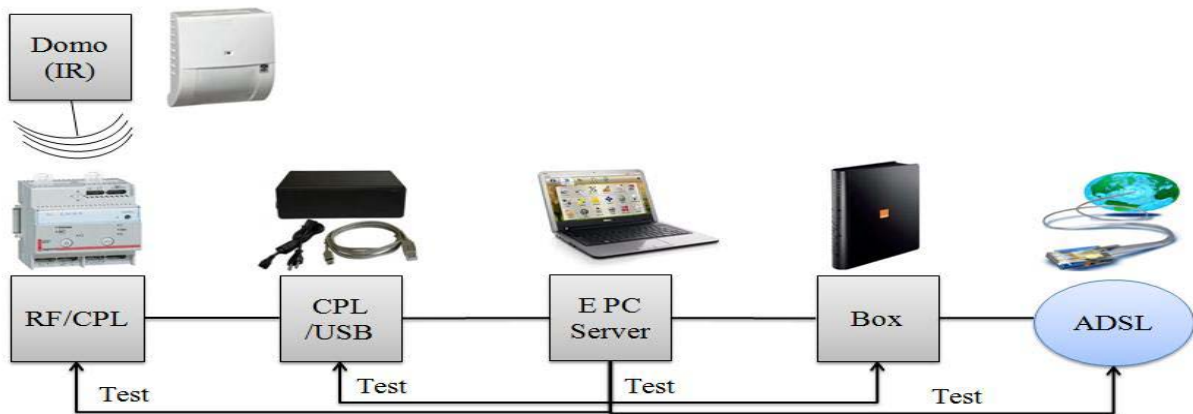 Domo
(IR)
RF/CPL
CPL
/USB
E PC
Server
Box
ADSL
Test
Test
Test
Test